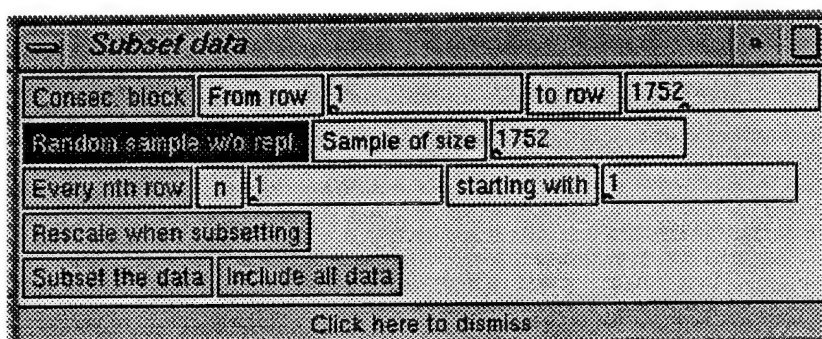 Subset data
Consec. block From row 1 to row 1752
Random sample w/o repl. Sample of size 1752
Every nth row n 1 starting with 1
Rescale when subsetting
Subset the data Include all data
Click here to dismiss